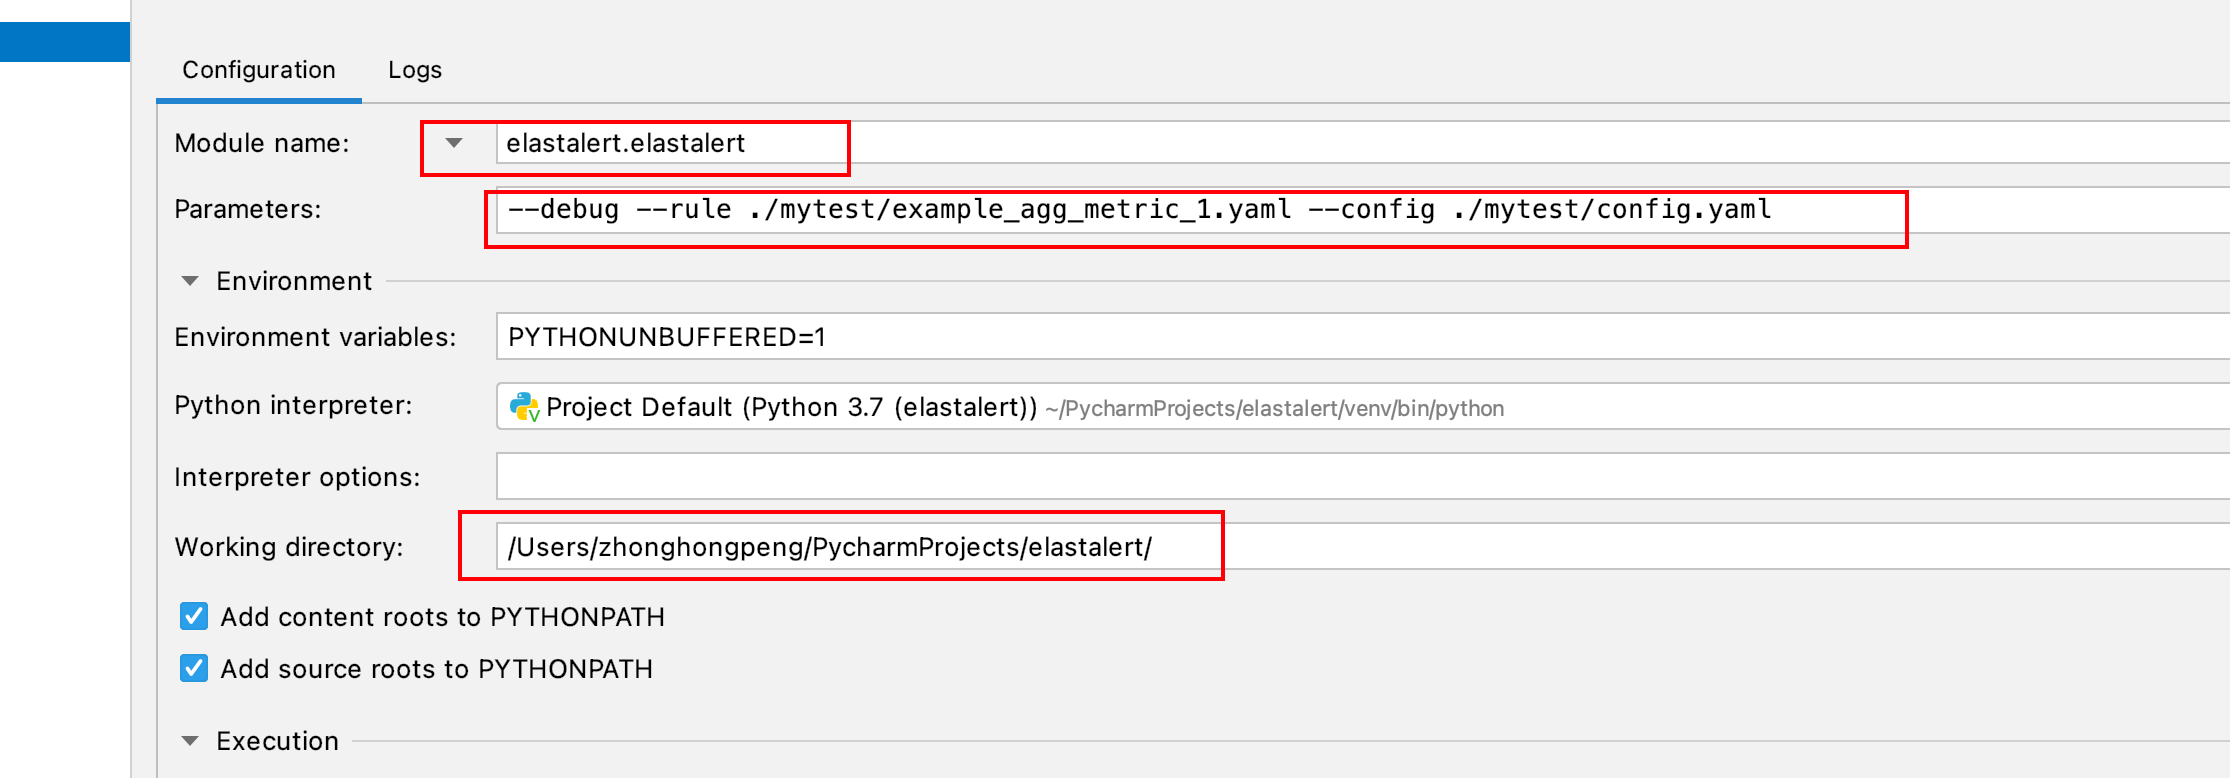 Configuration Logs
Module name: elastalert.elastalert
Parameters: --debug --rule ./mytest/example_agg_metric_1.yaml --config ./mytest/config.yaml
Environment
Environment variables: PYTHONUNBUFFERED=1
Python interpreter: Project Default (Python 3.7 (elastalert)) ~/PycharmProjects/elastalert/venv/bin/python
Interpreter options:
Working directory: /Users/zhonghongpeng/PycharmProjects/elastalert/
Add content roots to PYTHONPATH
Add source roots to PYTHONPATH
Execution